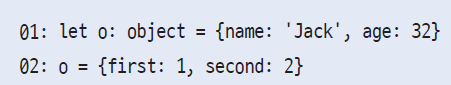 01: let o: object = {name: 'Jack', age: 32}
02: o = {first: 1, second: 2}